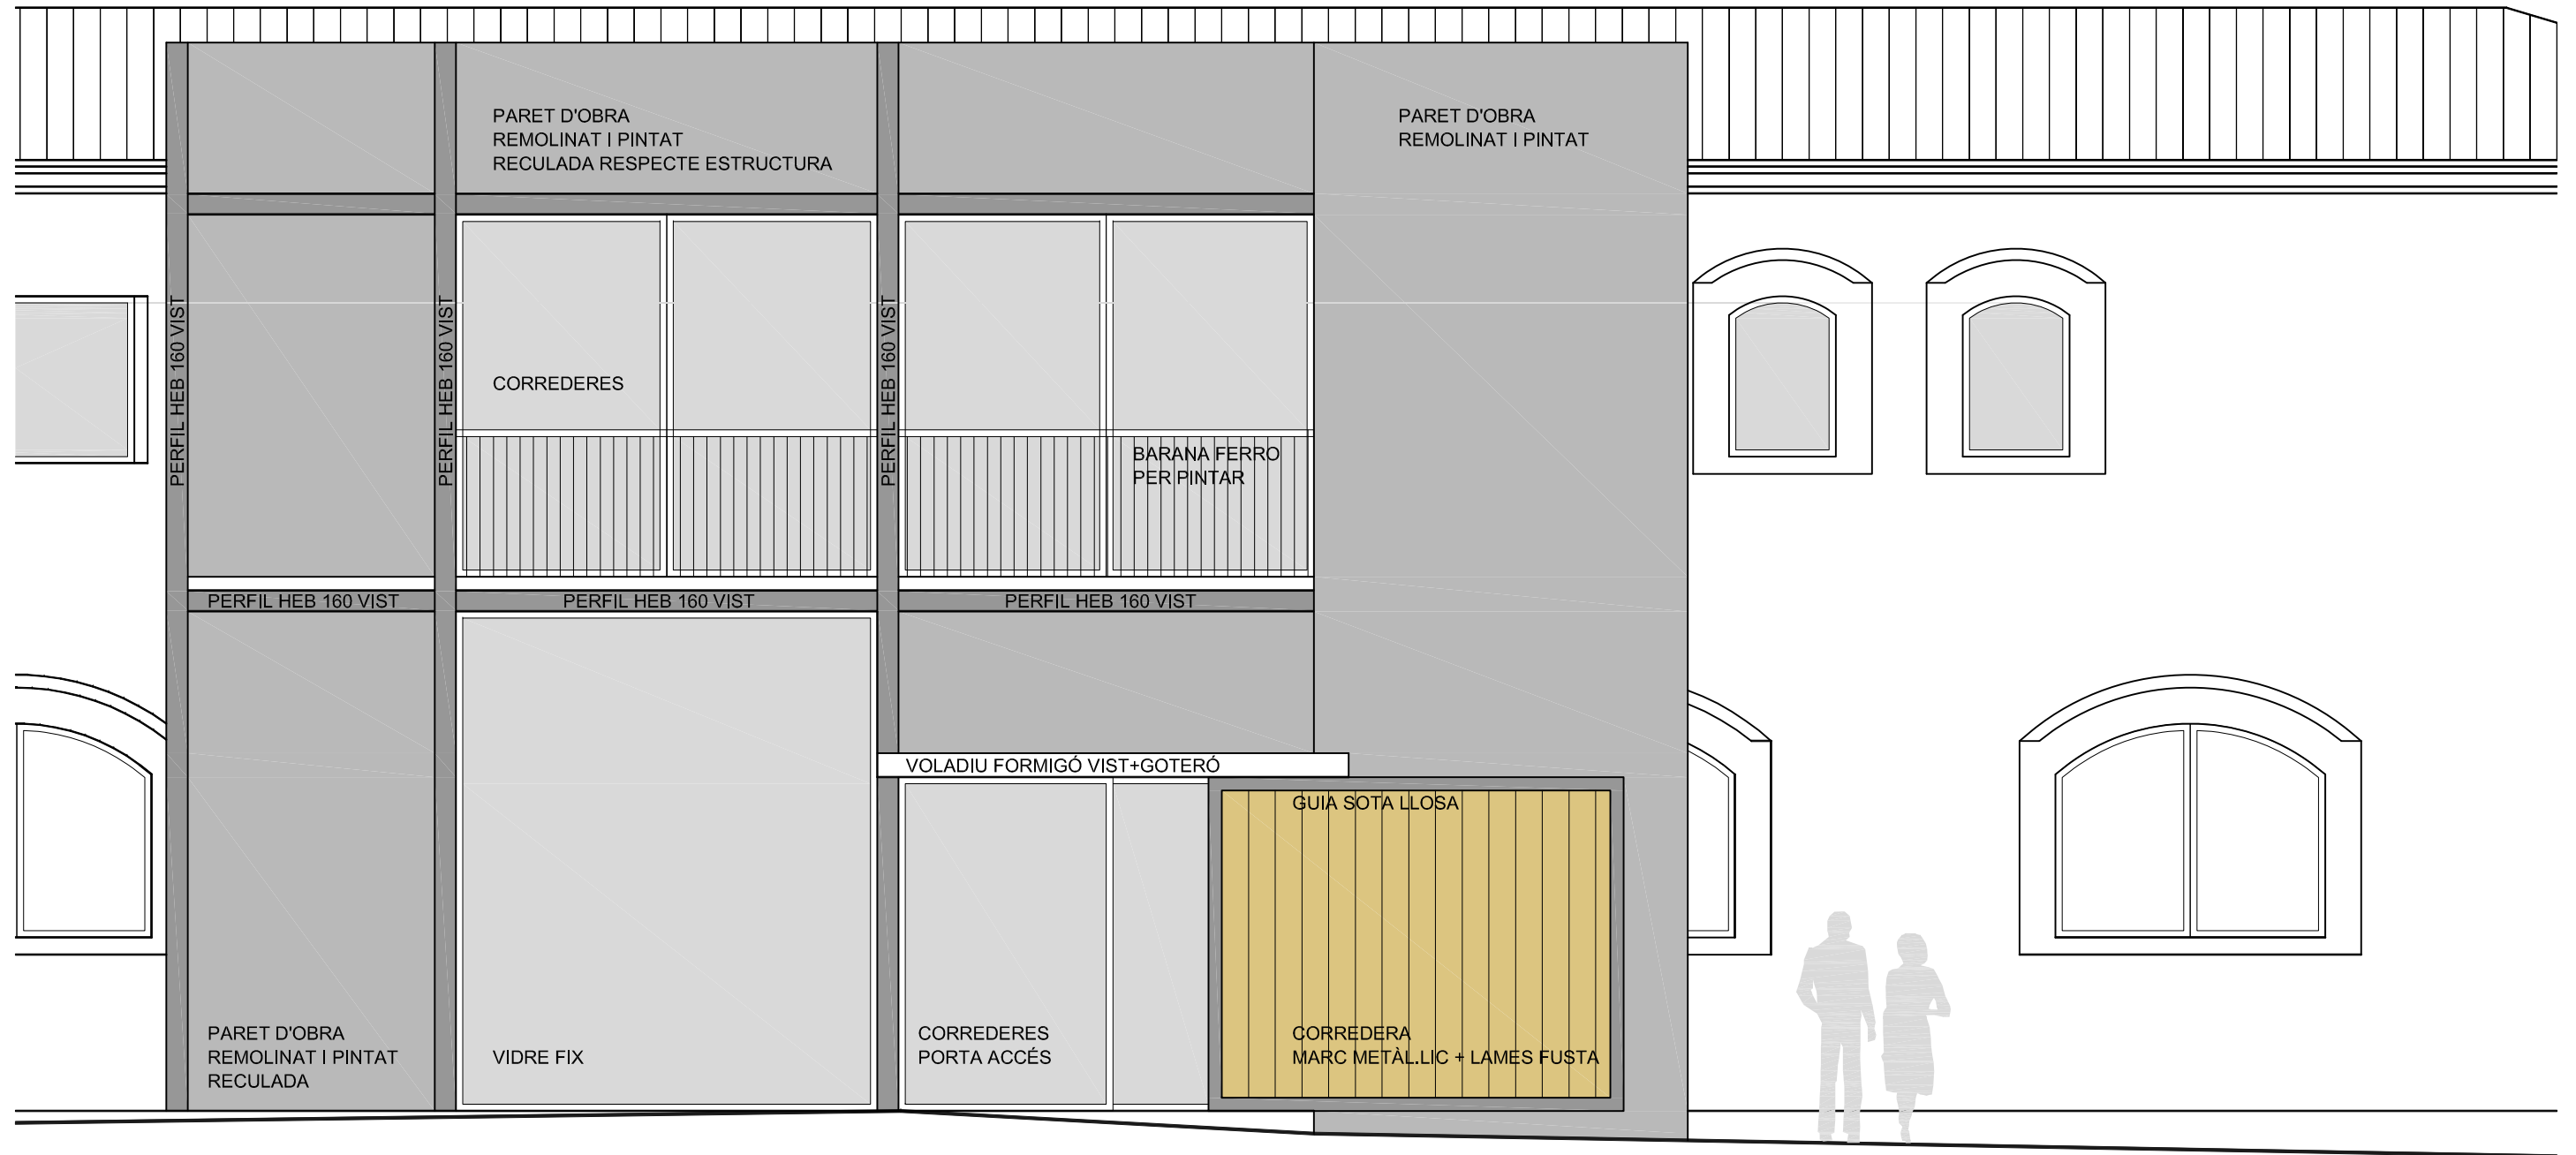 PARET D'OBRA
REMOLINAT I PINTAT
RECULADA RESPECTE ESTRUCTURA
PARET D'OBRA
REMOLINAT I PINTAT
PERFIL HEB 160 VIST
PERFIL HEB 160 VIST
PERFIL HEB 160 VIST
CORREDERES
BARANA FERRO
PER PINTAR
PERFIL HEB 160 VIST
PERFIL HEB 160 VIST
PERFIL HEB 160 VIST
VOLADIU FORMIGÓ VIST+GOTERÓ
GUIA SOTA LLOSA
PARET D'OBRA
REMOLINAT I PINTAT
RECULADA
VIDRE FIX
CORREDERES
PORTA ACCÉS
CORREDERA
MARC METÀL.LIC + LAMES FUSTA